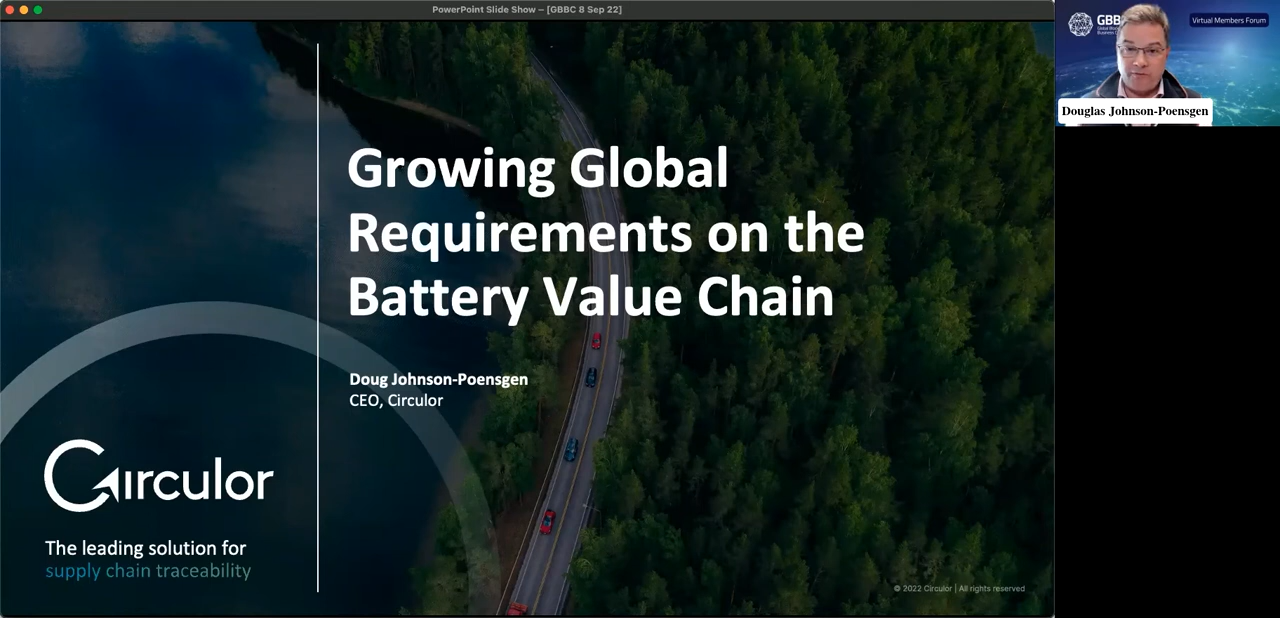 PowerPoint Slide Show – [GBBC 8 Sep 22]
Growing Global
Requirements on the
Battery Value Chain
Doug Johnson-Poensgen
CEO, Circulor
Circulor
The leading solution for
supply chain traceability
© 2022 Circulor | All rights reserved
GBB
Virtual Members Forum
Douglas Johnson-Poensgen